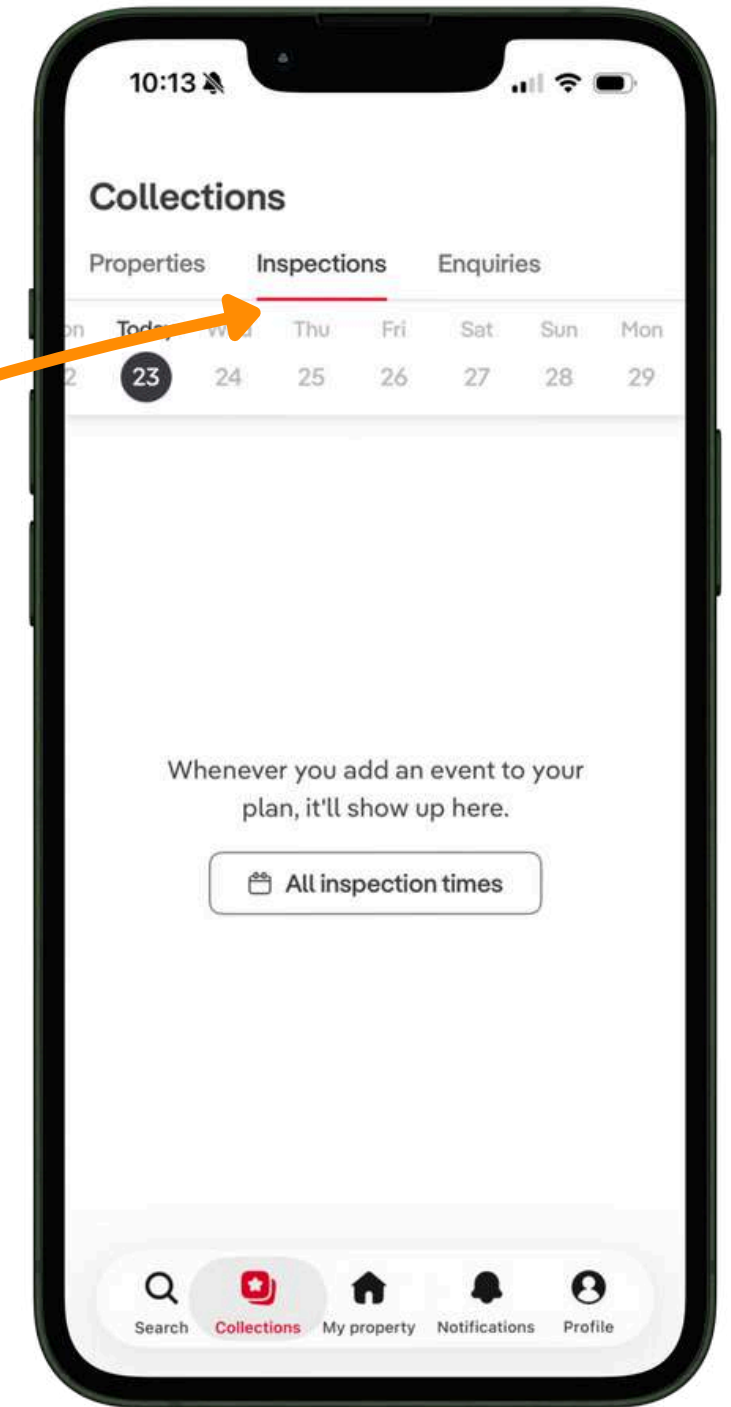 10:13
Collections
Properties Inspections Enquiries
Thu Fri Sat Sun Mon
23 24 25 26 27 28 29
Whenever you add an event to your
plan, it'll show up here.
All inspection times
Search Collections My property Notifications Profile